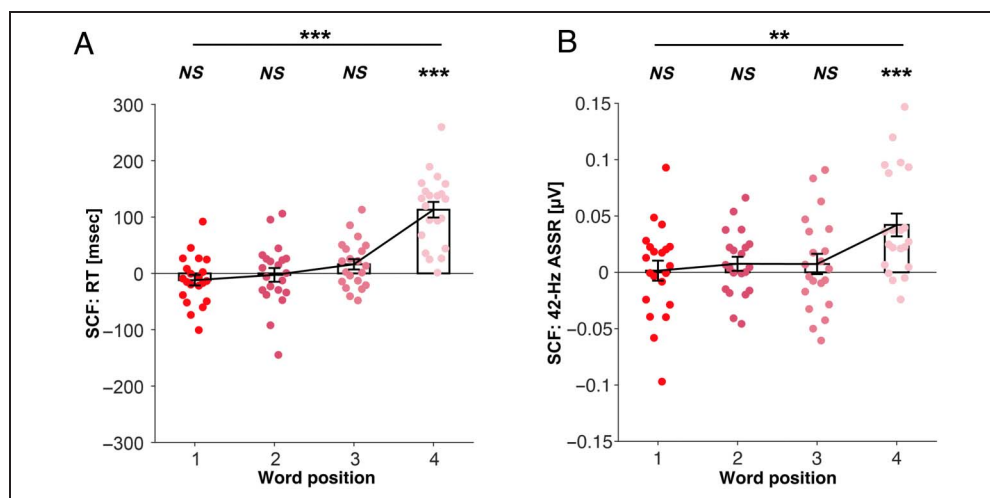 A
***
NS NS NS ***
300
200
100
0
−100
−200
−300
SCF: RT [msec]
1 2 3 4
Word position
B
**
NS NS NS ***
0.15
0.1
0.05
0
−0.05
−0.1
−0.15
SCF: 42-Hz ASSR [µV]
1 2 3 4
Word position